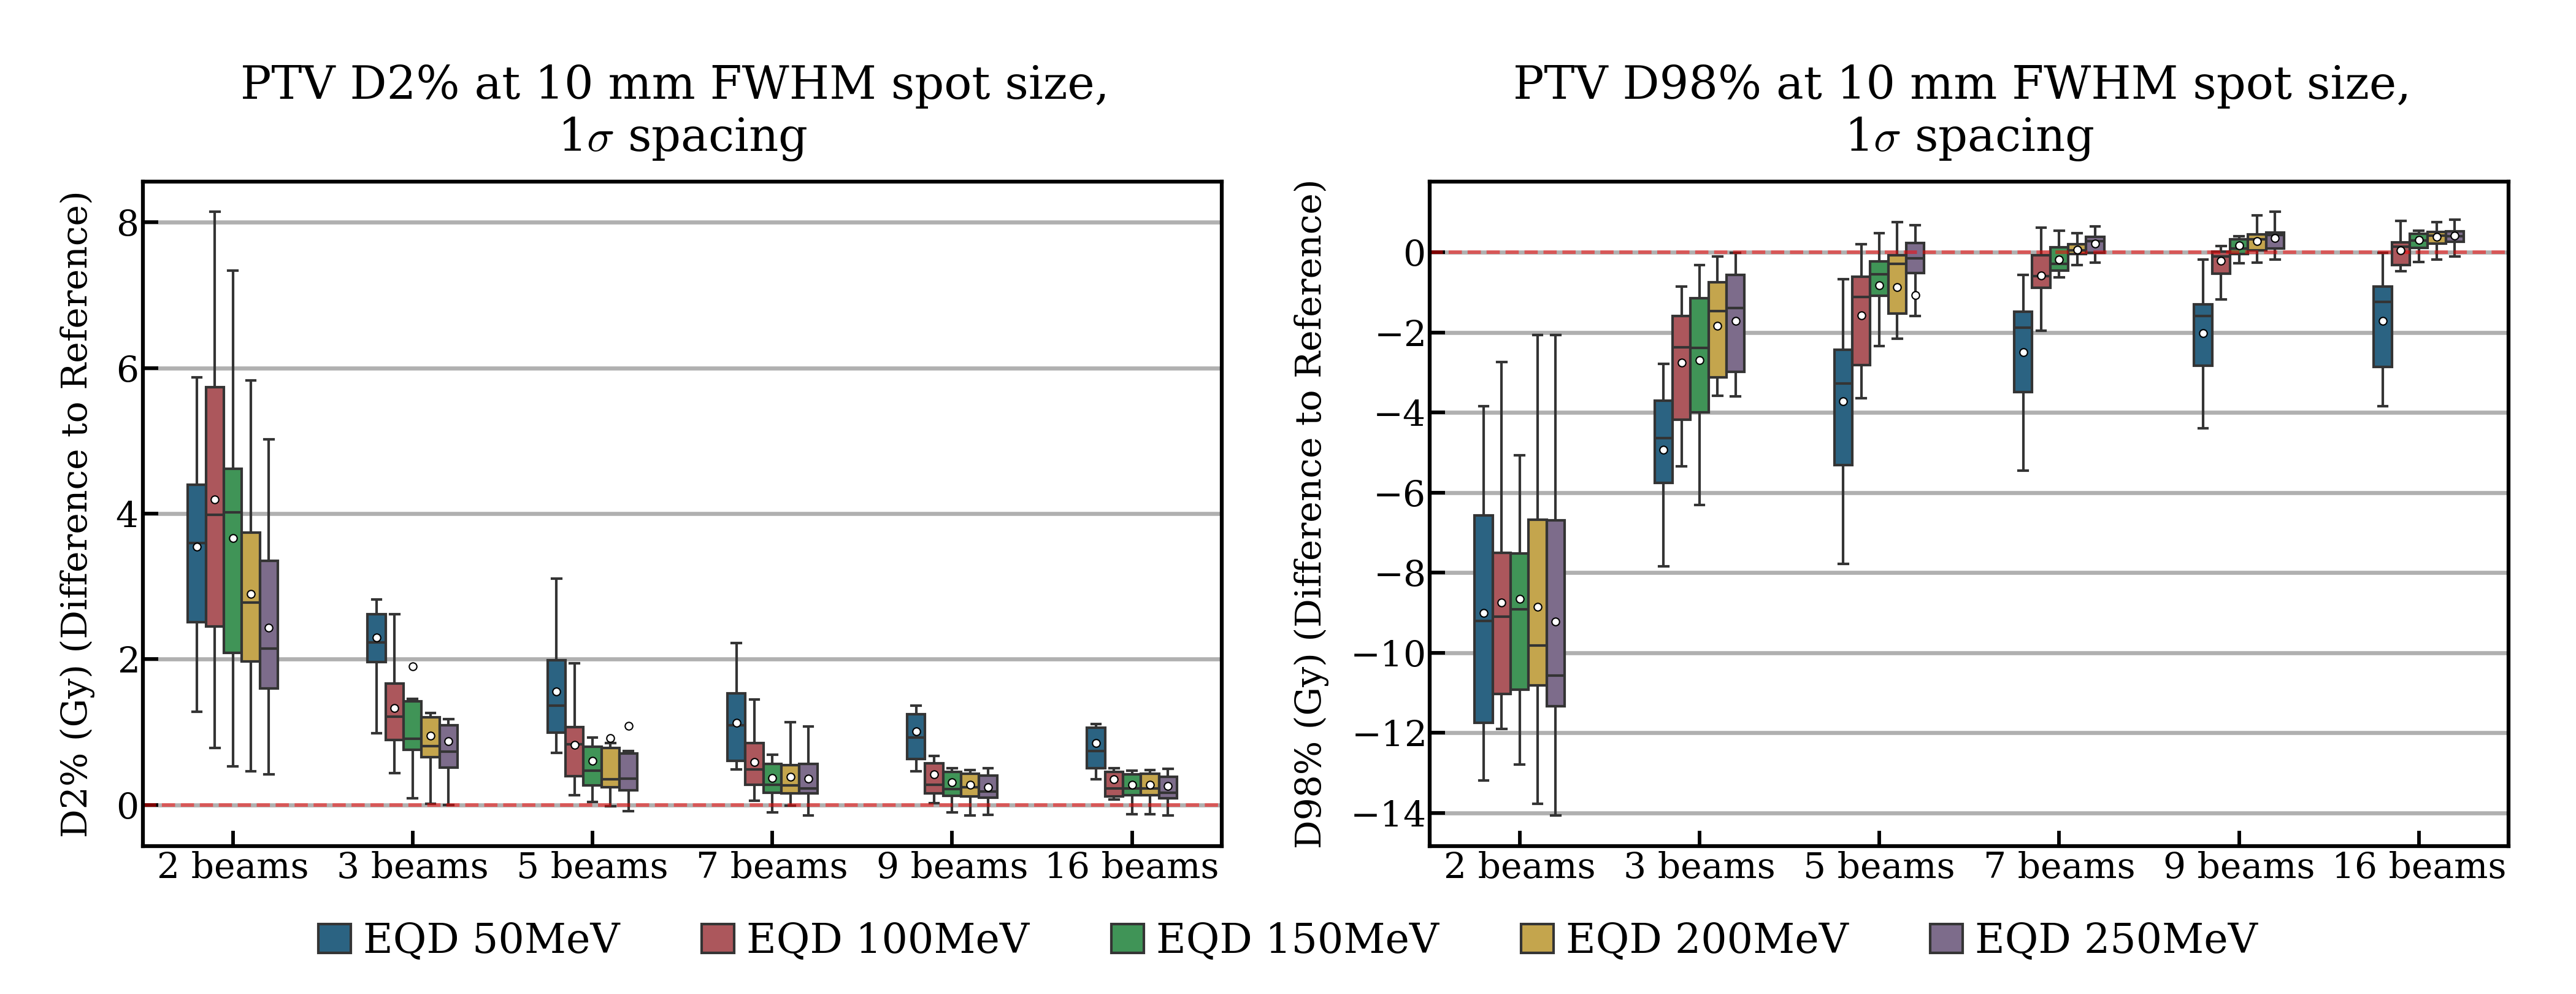 PTV D2% at 10 mm FWHM spot size,
1σ spacing
D2% (Gy) (Difference to Reference)
8
6
4
2
0
2 beams
3 beams
5 beams
7 beams
9 beams
16 beams
PTV D98% at 10 mm FWHM spot size,
1σ spacing
D98% (Gy) (Difference to Reference)
0
−2
−4
−6
−8
−10
−12
−14
2 beams
3 beams
5 beams
7 beams
9 beams
16 beams
EQD 50MeV
EQD 100MeV
EQD 150MeV
EQD 200MeV
EQD 250MeV